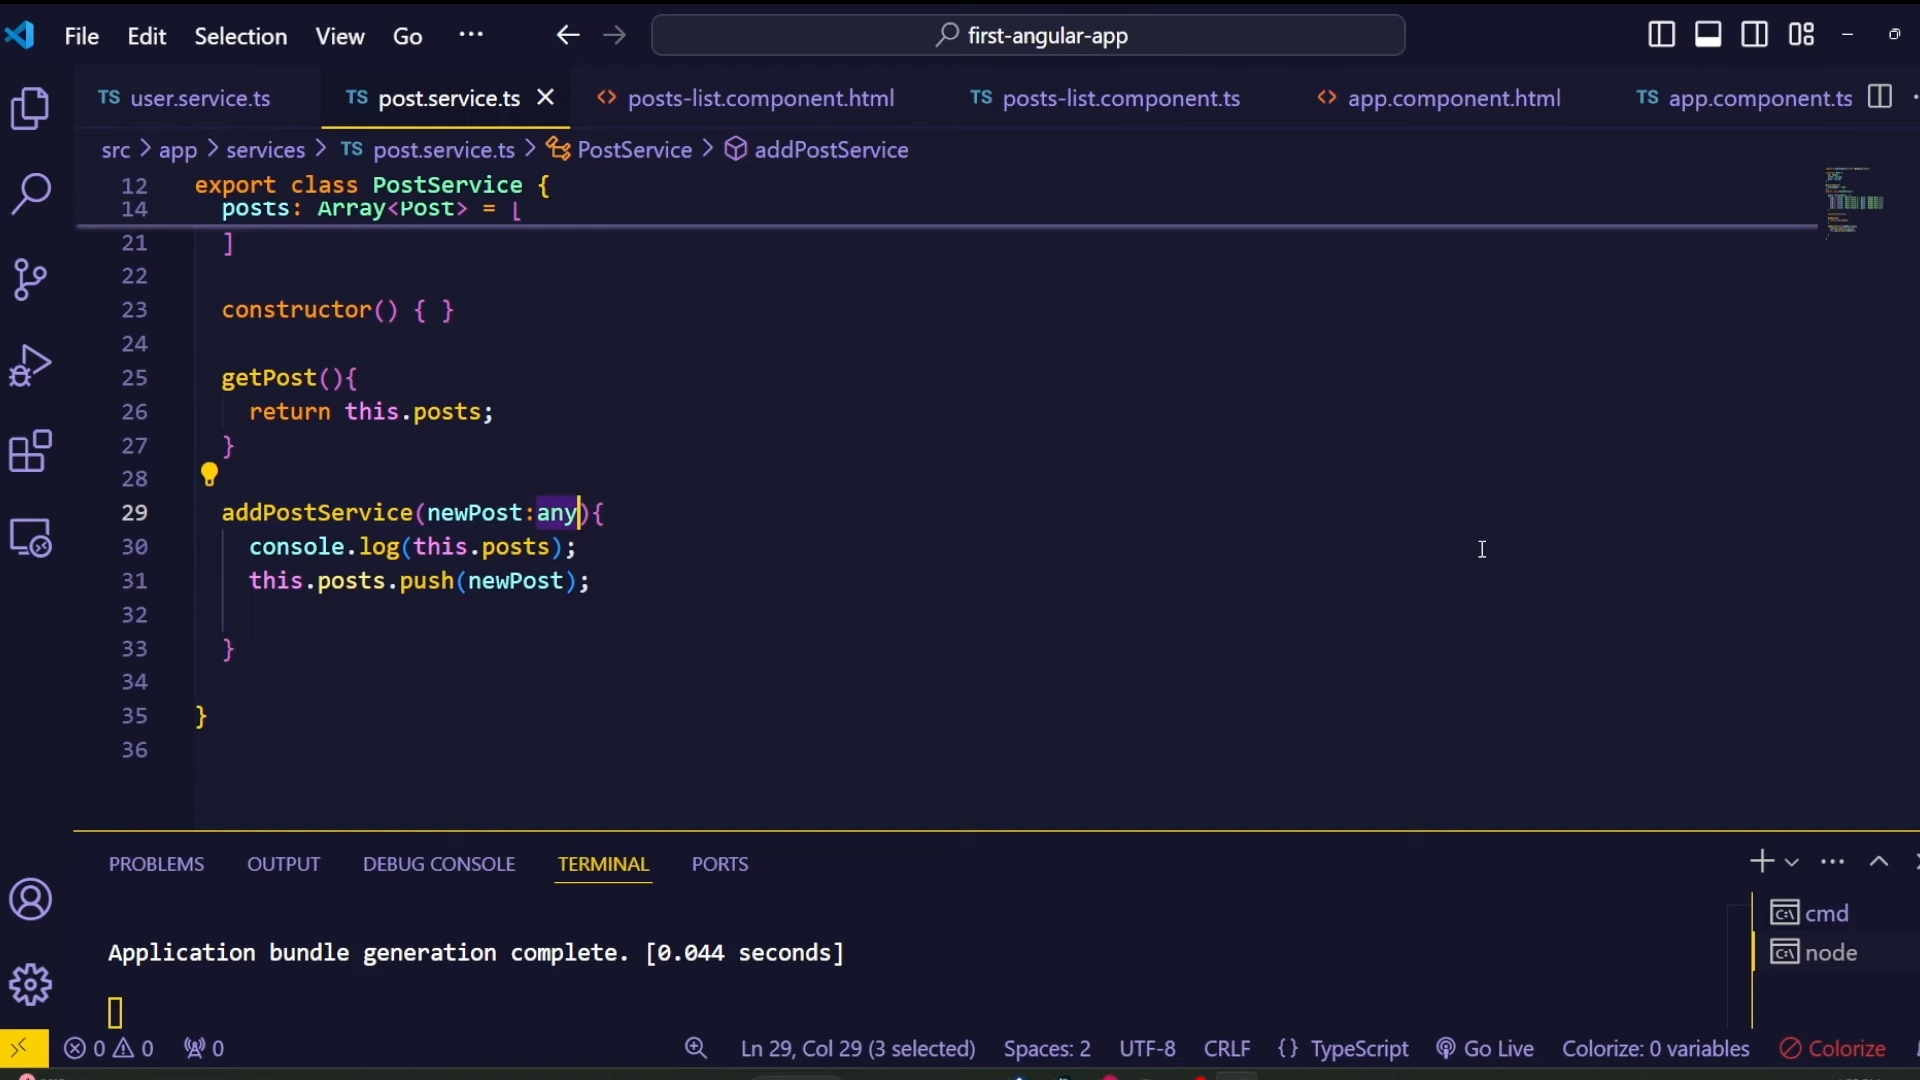 File Edit Selection View Go ··· first-angular-app
TS user.service.ts TS post.service.ts posts-list.component.html TS posts-list.component.ts app.component.html TS app.component.ts
src > app > services > TS post.service.ts > PostService > addPostService
12 export class PostService {
14 posts: Array<Post> = [
21 ]
22
23 constructor() { }
24
25 getPost(){
26 return this.posts;
27 }
28
29 addPostService(newPost:any){
30 console.log(this.posts);
31 this.posts.push(newPost);
32
33 }
34
35 }
36
PROBLEMS OUTPUT DEBUG CONSOLE TERMINAL PORTS
cmd
Application bundle generation complete. [0.044 seconds]
node
0 0 0 Ln 29, Col 29 (3 selected) Spaces: 2 UTF-8 CRLF {} TypeScript Go Live Colorize: 0 variables Colorize